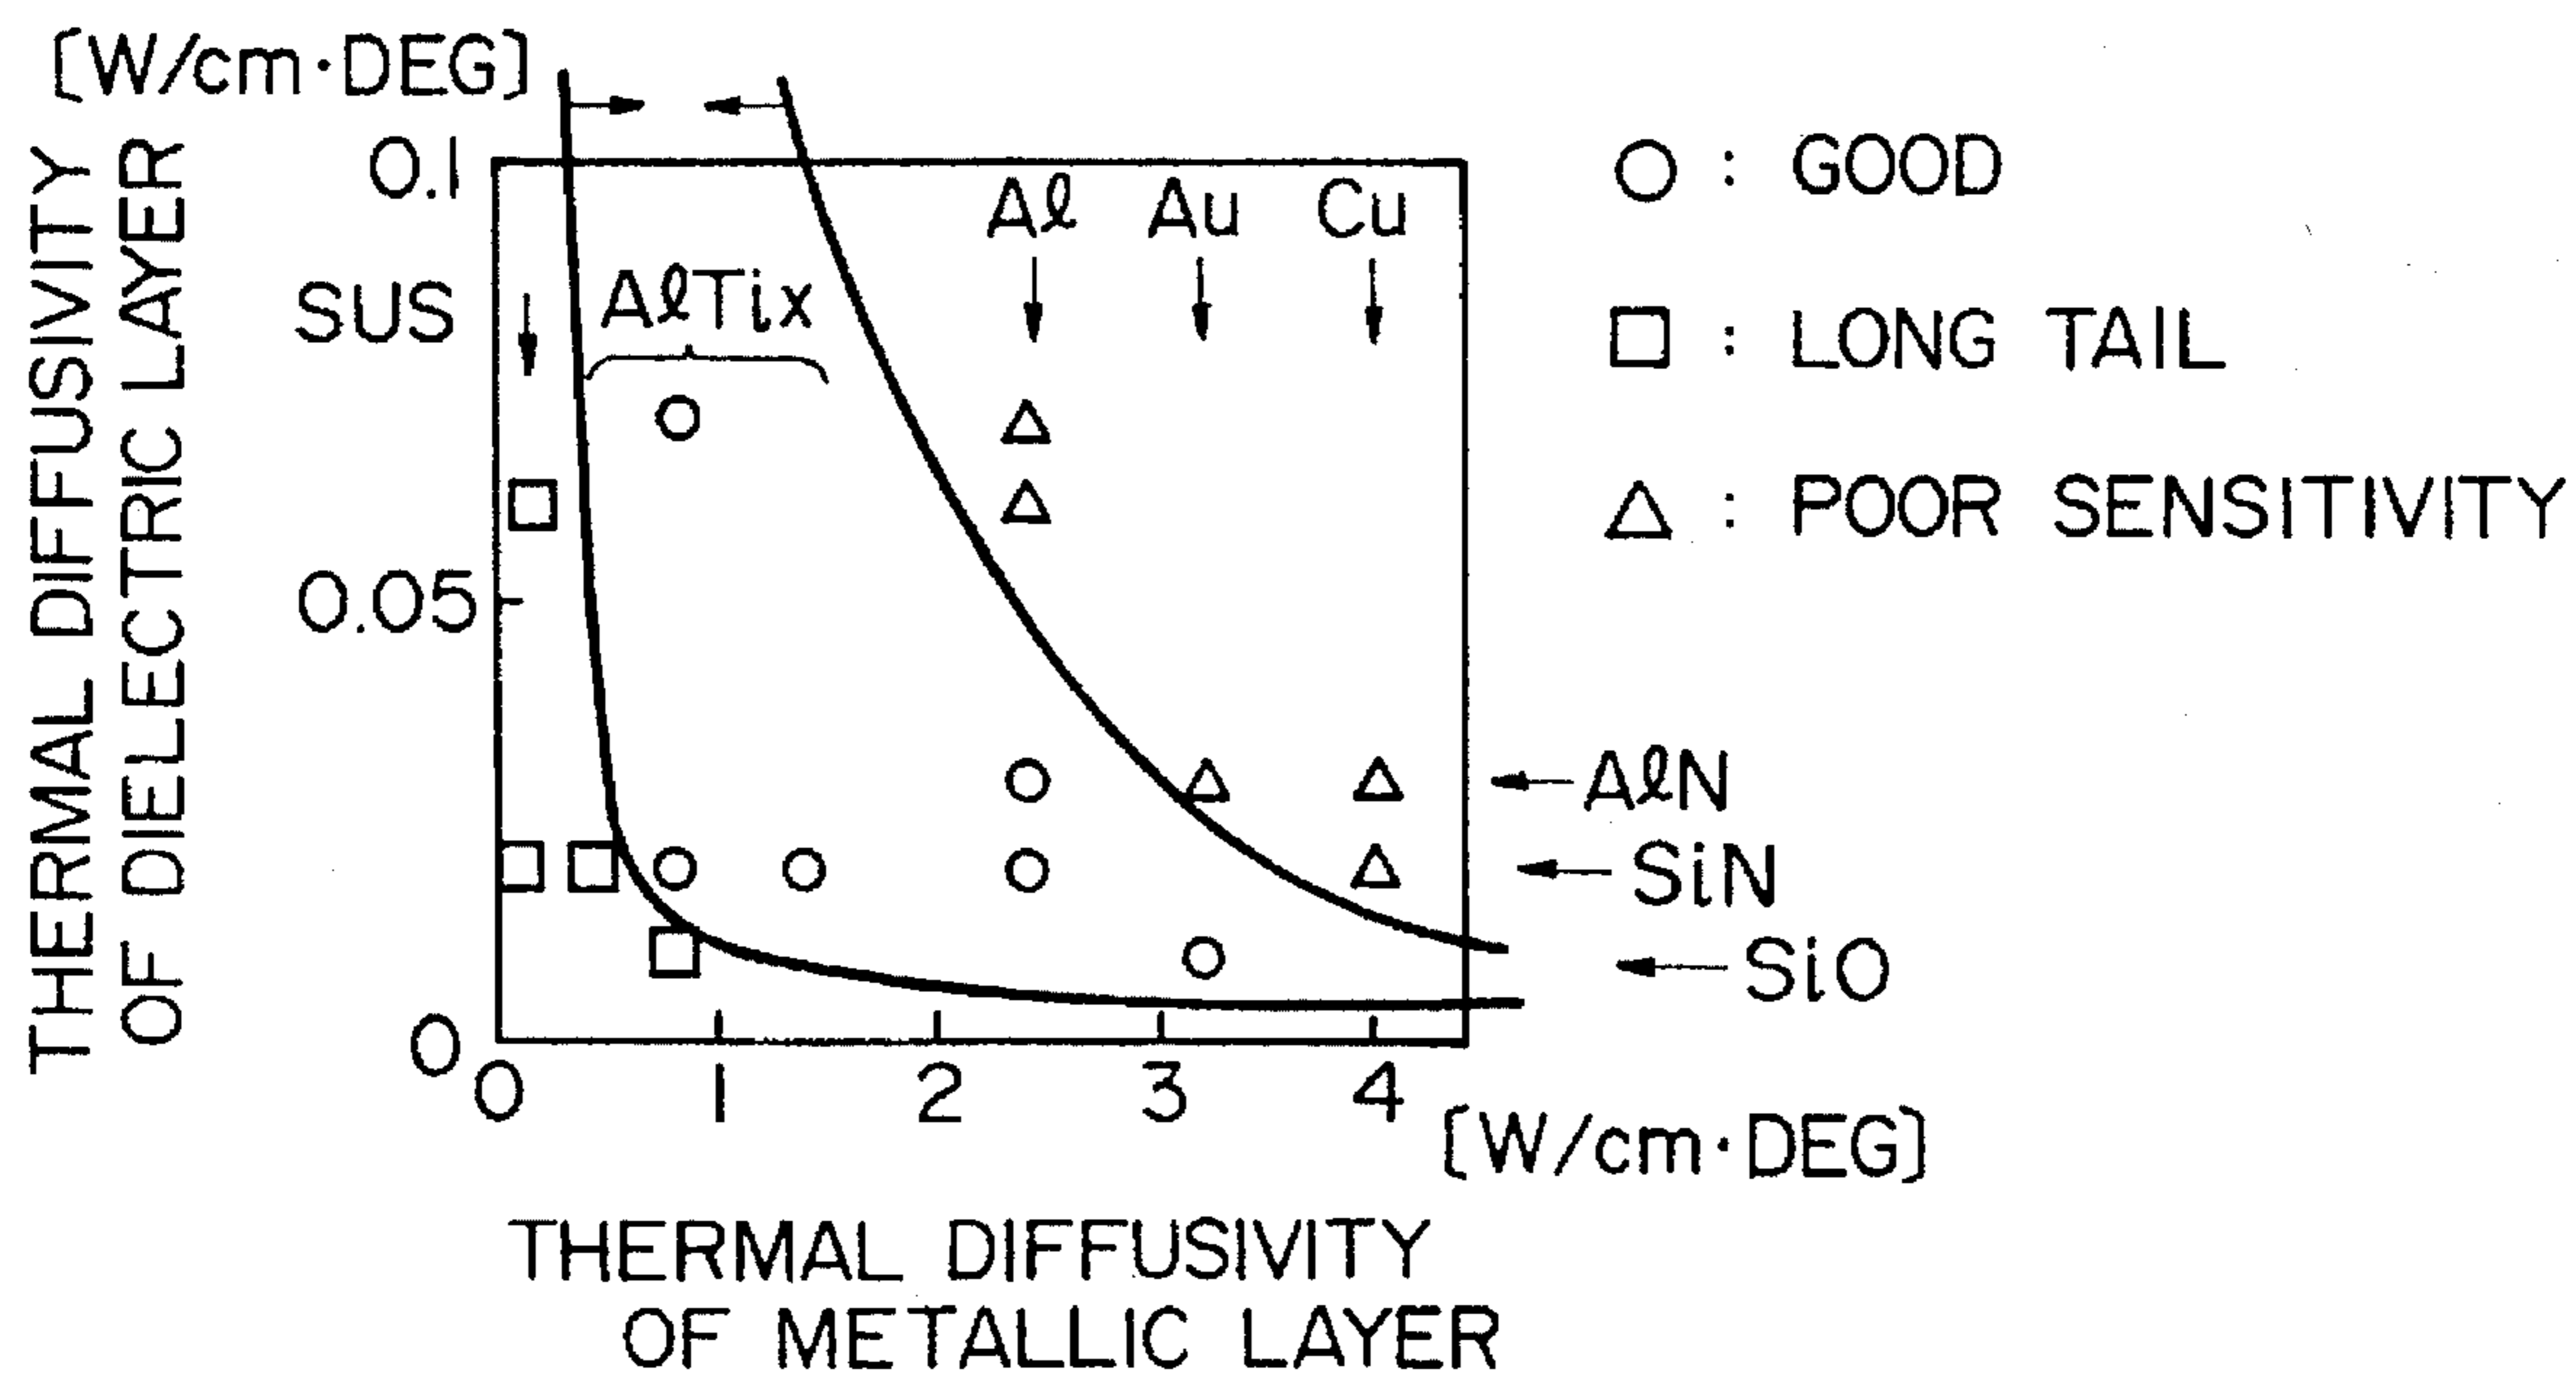 [W/cm·DEG]
THERMAL DIFFUSIVITY
OF DIELECTRIC LAYER
0.1
0.05
0
SUS
AlTix
Al
Au
Cu
○ : GOOD
□ : LONG TAIL
△ : POOR SENSITIVITY
AlN
SiN
SiO
0
1
2
3
4
[W/cm·DEG]
THERMAL DIFFUSIVITY
OF METALLIC LAYER